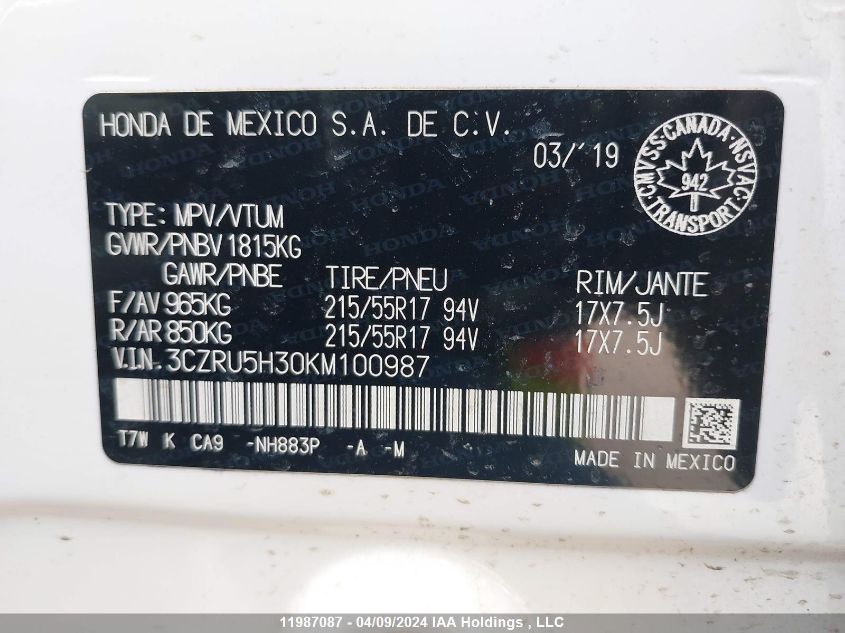 HONDA DE MEXICO S.A. DE C.V.
03/'19
CMVSS·CANADA·NSVAC·TRANSPORT
942
TYPE: MPV/VTUM
GVWR/PNBV 1815KG
GAWR/PNBE TIRE/PNEU RIM/JANTE
F/AV 965KG 215/55R17 94V 17X7.5J
R/AR 850KG 215/55R17 94V 17X7.5J
V.I.N. 3CZRU5H30KM100987
T7W K CA9 -NH883P -A -M
MADE IN MEXICO
11987087 - 04/09/2024 IAA Holdings , LLC